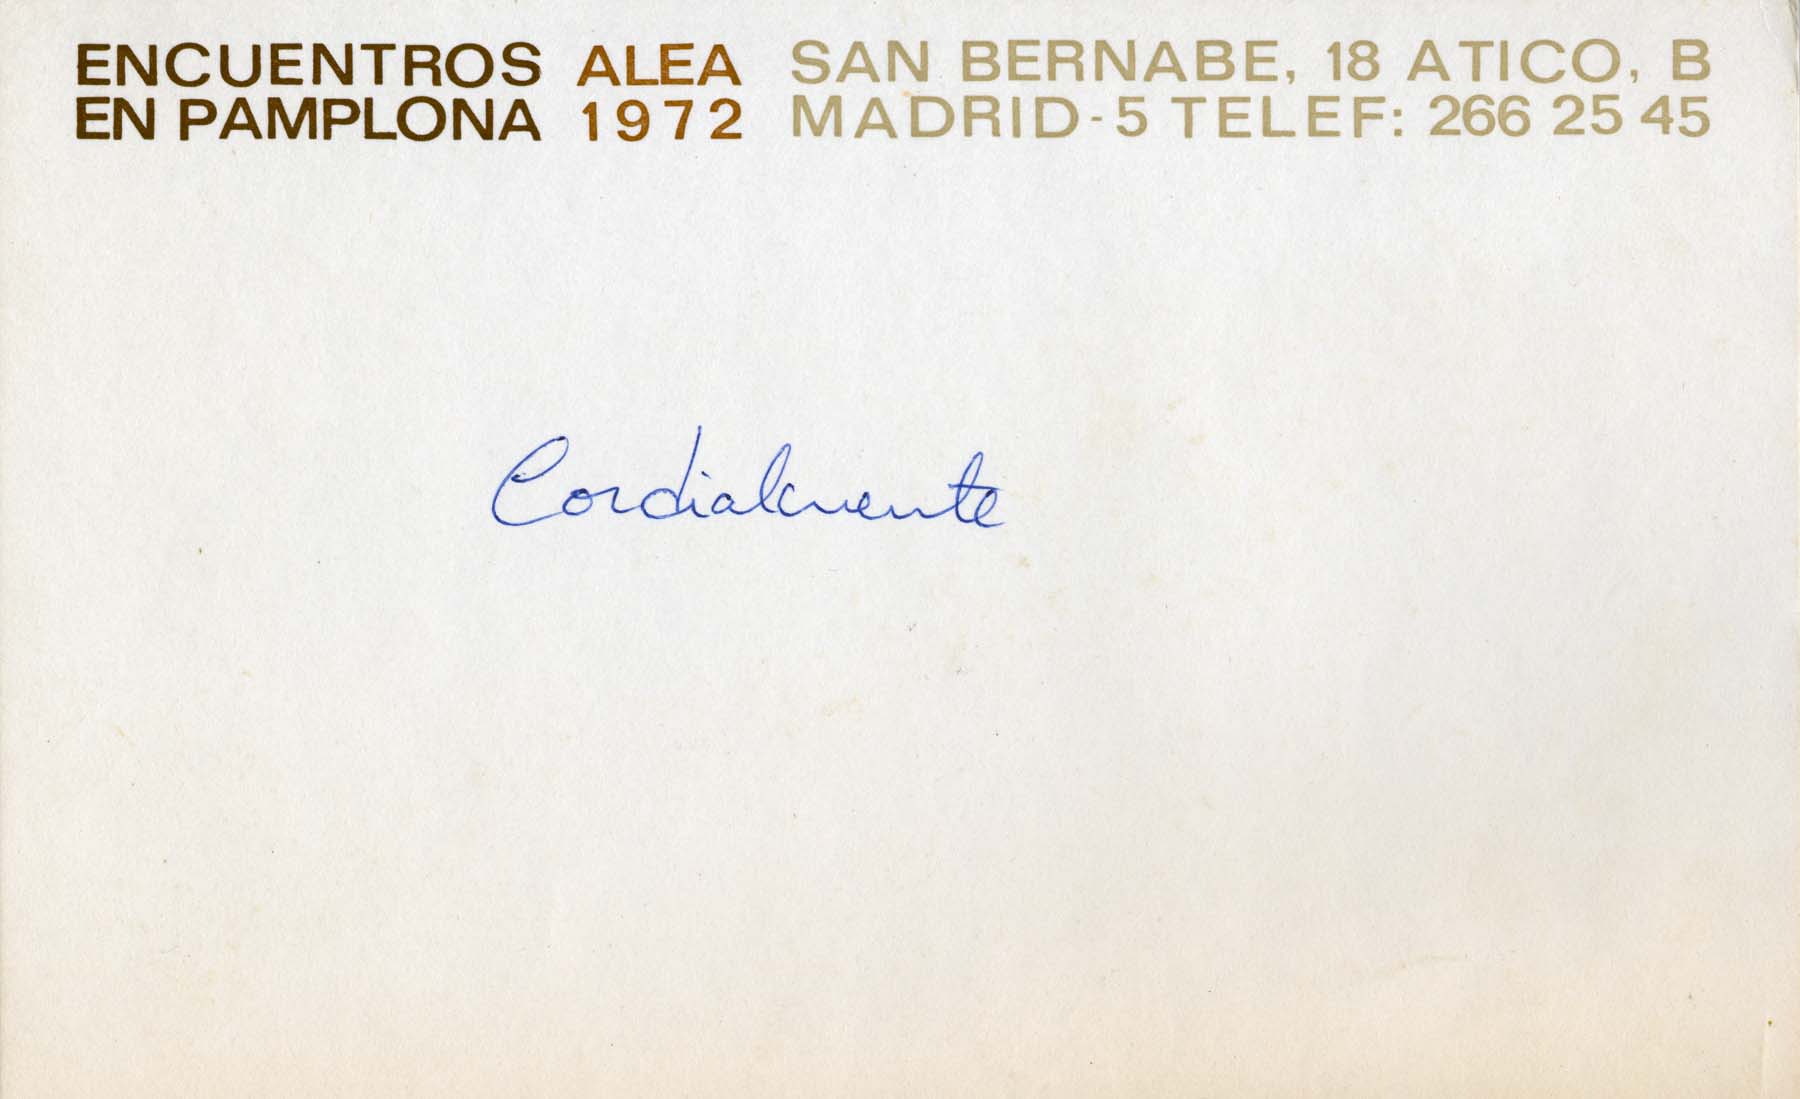 ENCUENTROS ALEA SAN BERNABE, 18 ATICO, B
EN PAMPLONA 1972 MADRID-5 TELEF: 266 25 45
Cordialmente